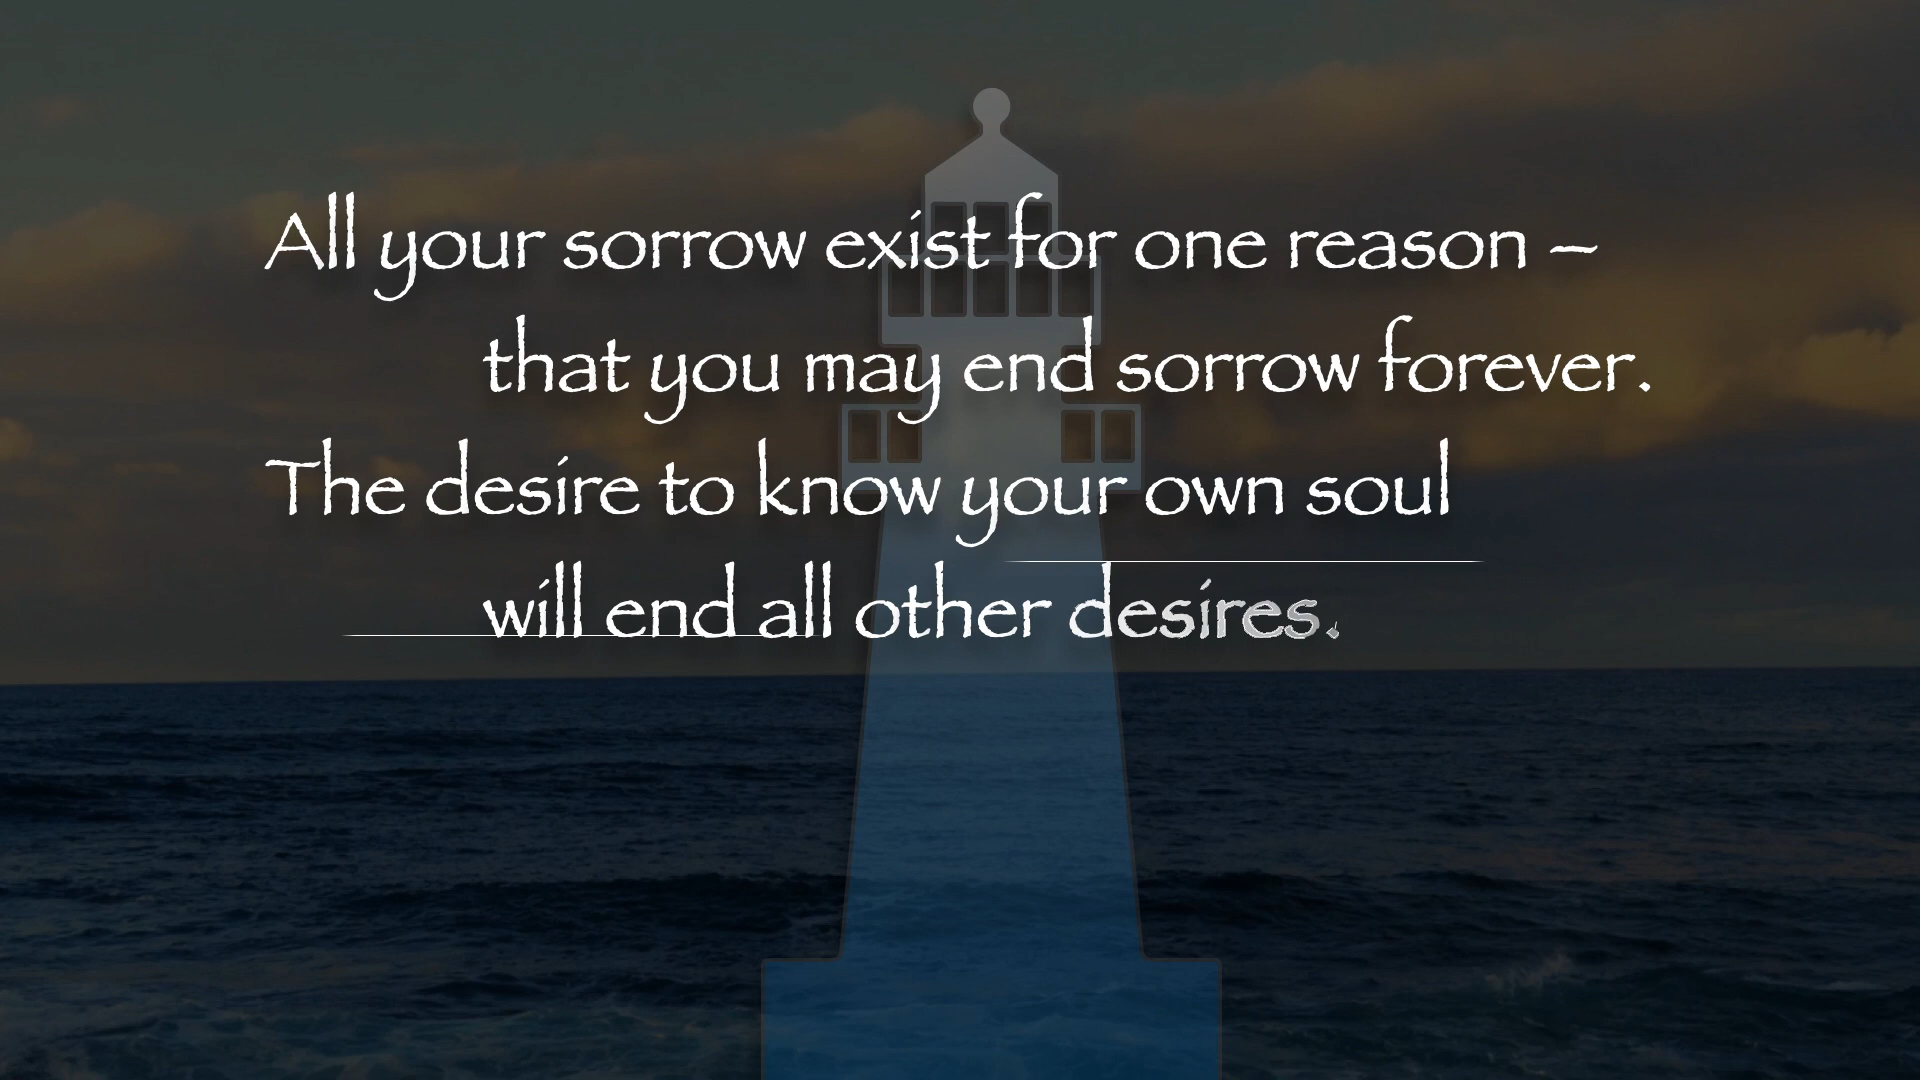 All your sorrow exist for one reason –
that you may end sorrow forever.
The desire to know your own soul
will end all other desires.